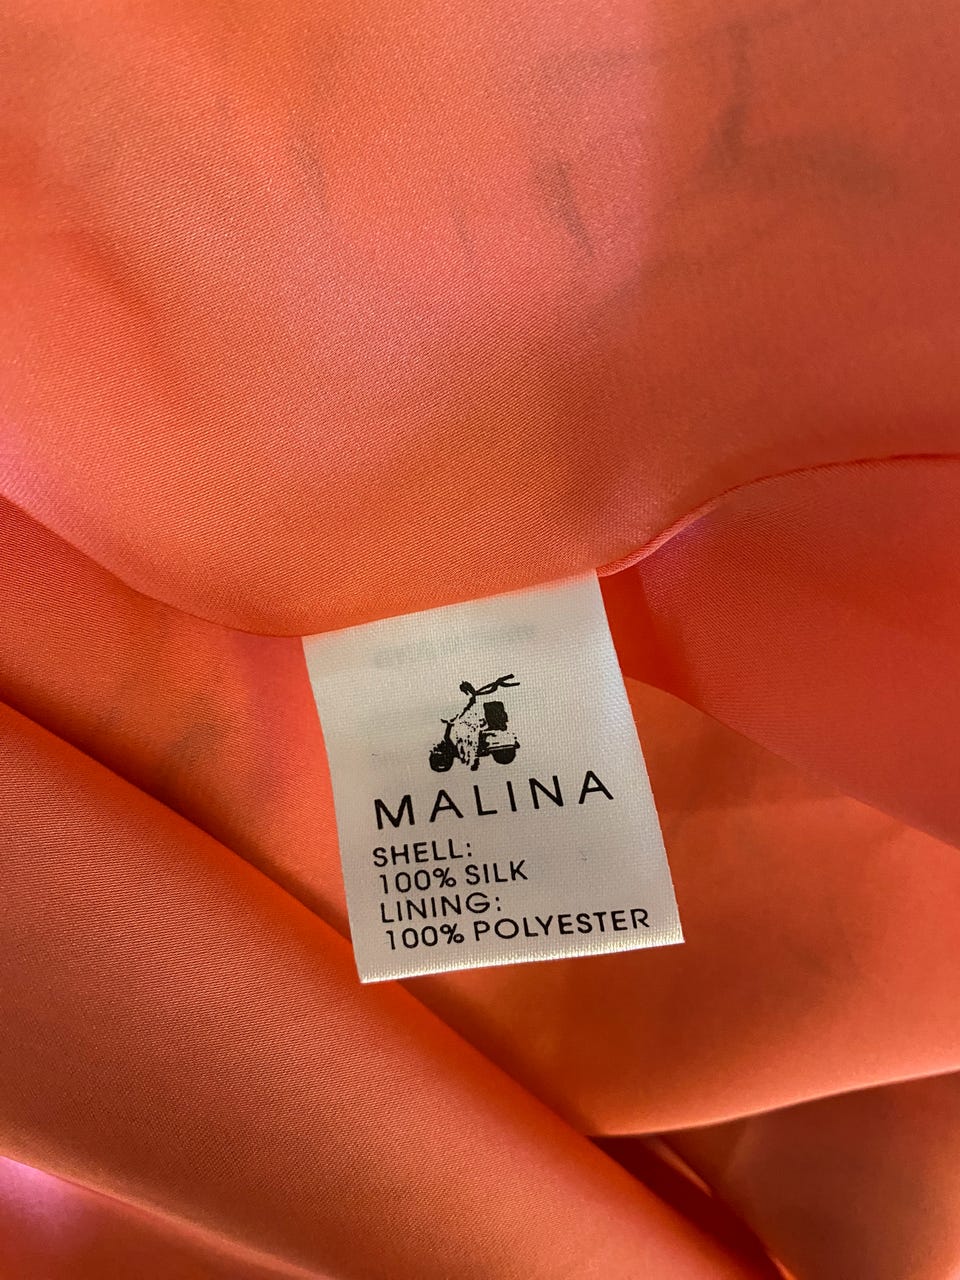 MALINA
SHELL:
100% SILK
LINING:
100% POLYESTER